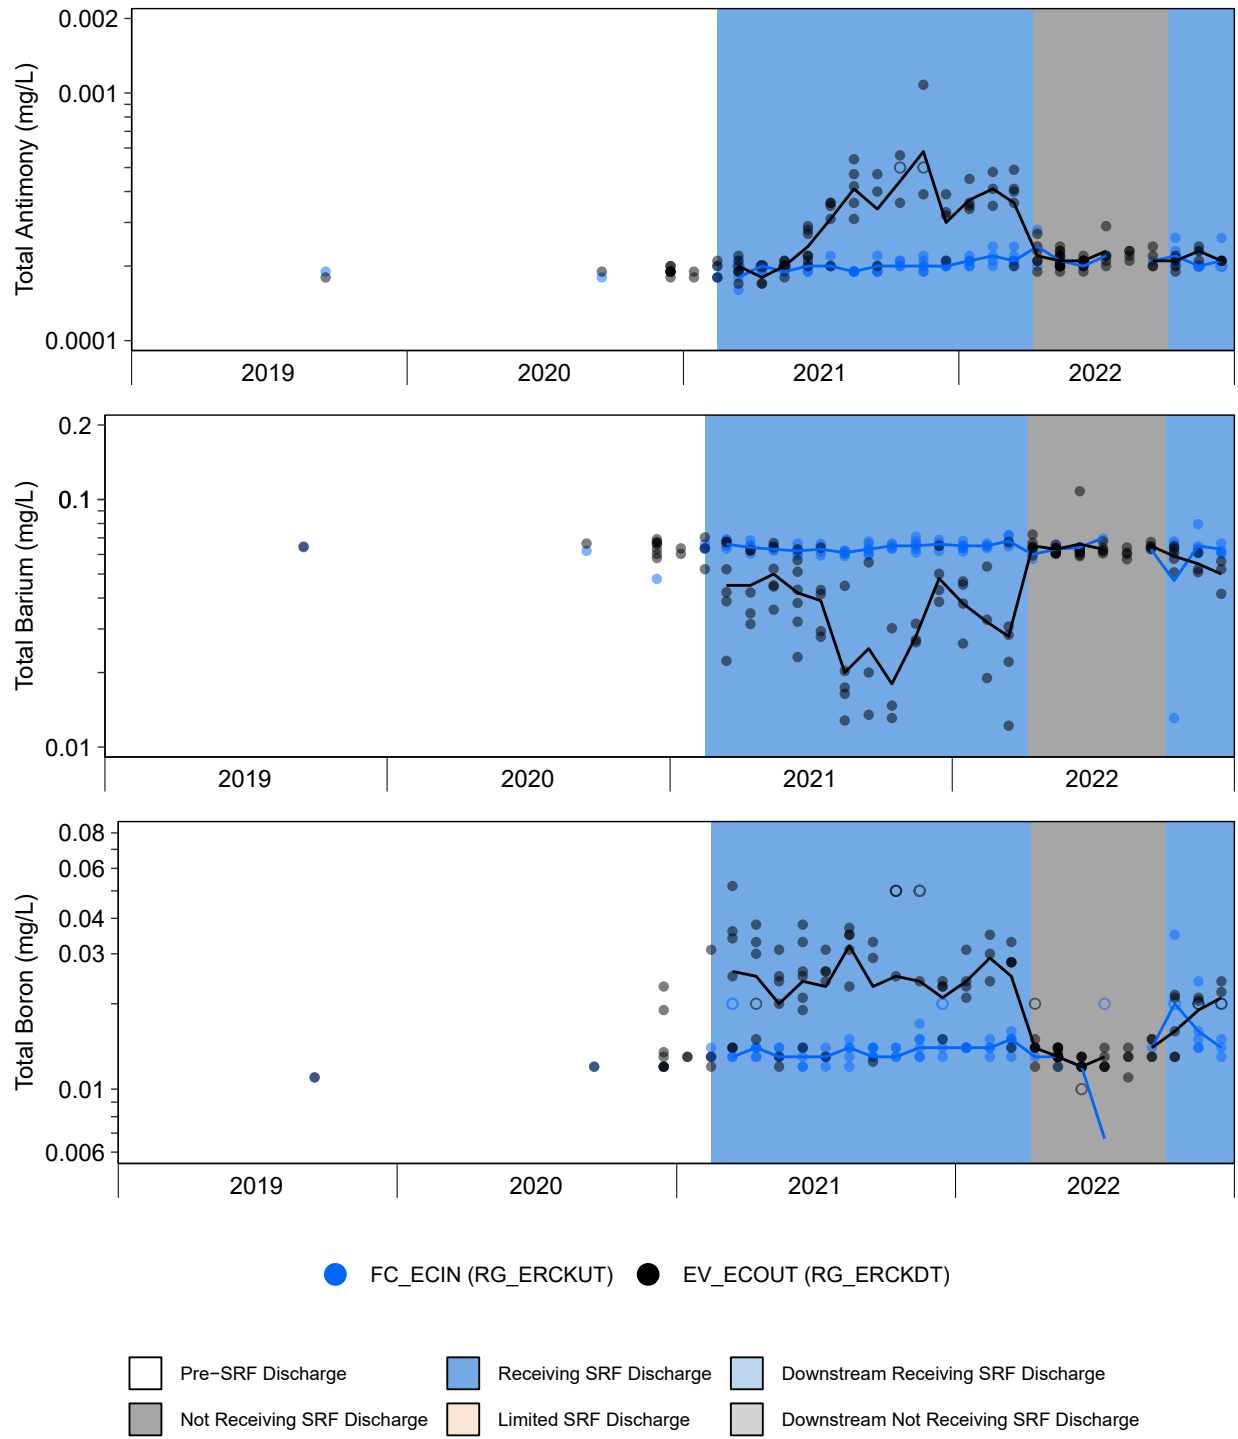 Total Antimony (mg/L)
0.002
0.001
0.0001
2019 2020 2021 2022
Total Barium (mg/L)
0.2
0.1
0.01
2019 2020 2021 2022
Total Boron (mg/L)
0.08
0.06
0.04
0.03
0.01
0.006
2019 2020 2021 2022
FC_ECIN (RG_ERCKUT) EV_ECOUT (RG_ERCKDT)
Pre−SRF Discharge Receiving SRF Discharge Downstream Receiving SRF Discharge
Not Receiving SRF Discharge Limited SRF Discharge Downstream Not Receiving SRF Discharge